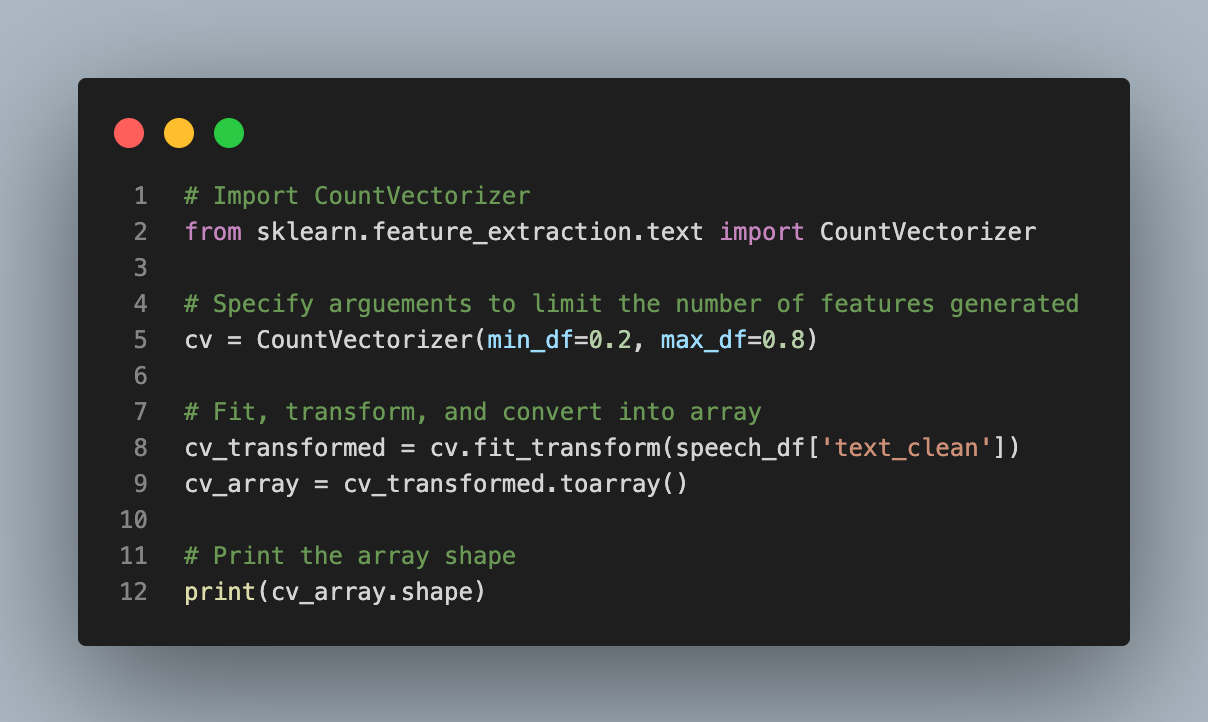 1 # Import CountVectorizer
2 from sklearn.feature_extraction.text import CountVectorizer
3
4 # Specify arguements to limit the number of features generated
5 cv = CountVectorizer(min_df=0.2, max_df=0.8)
6
7 # Fit, transform, and convert into array
8 cv_transformed = cv.fit_transform(speech_df['text_clean'])
9 cv_array = cv_transformed.toarray()
10
11 # Print the array shape
12 print(cv_array.shape)